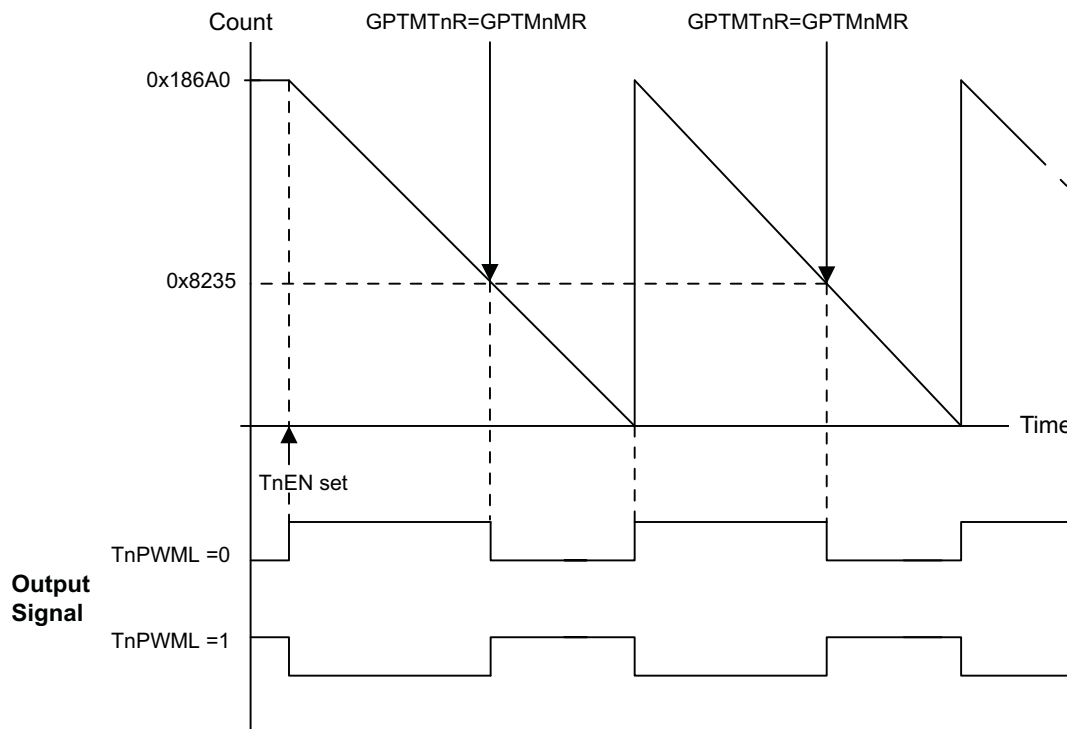 Count
GPTMTnR=GPTMnMR
GPTMTnR=GPTMnMR
0x186A0
0x8235
Time
TnEN set
TnPWML =0
Output
Signal
TnPWML =1